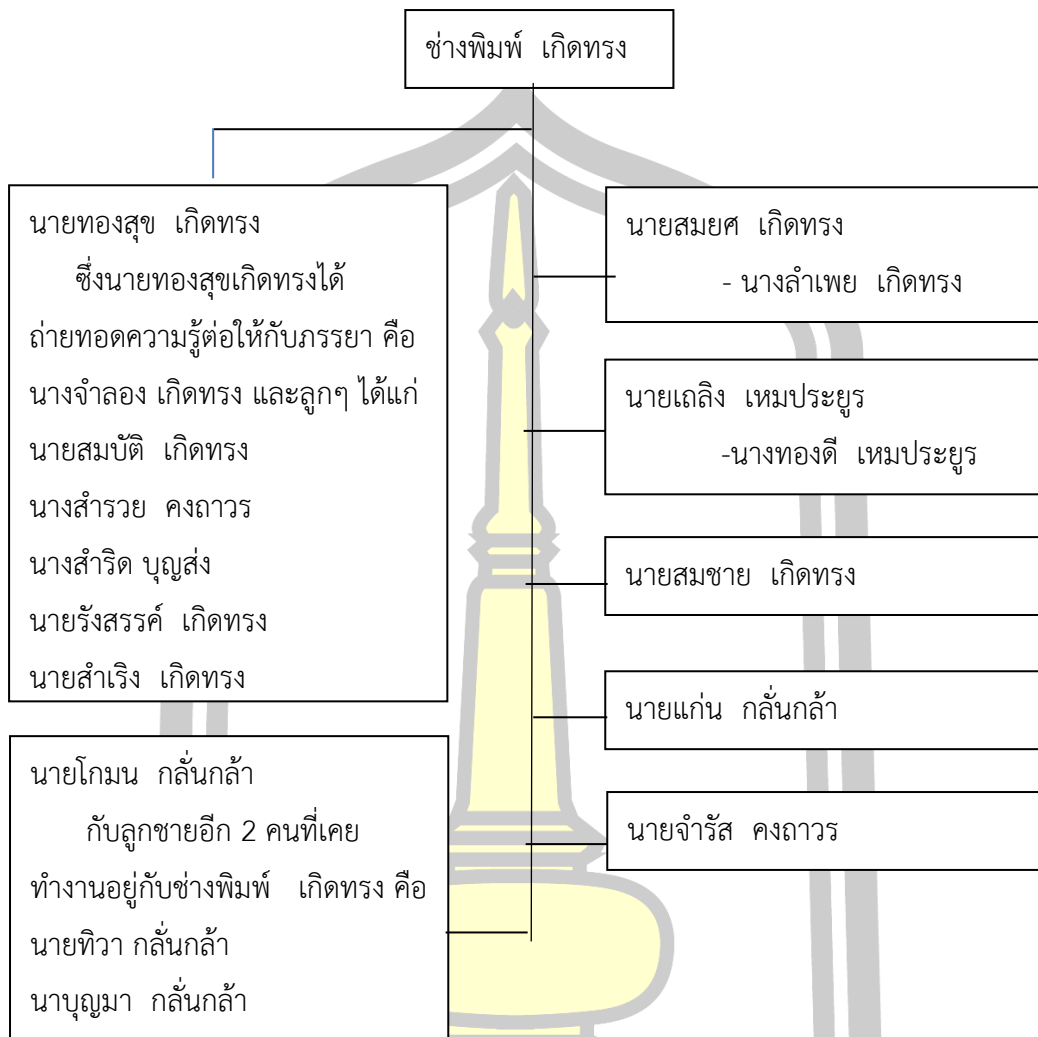 ช่างพิมพ์ เกิดทรง
นายทองสุข เกิดทรง
ซึ่งนายทองสุขเกิดทรงได้
ถ่ายทอดความรู้ต่อให้กับภรรยา คือ
นางจำลอง เกิดทรง และลูกๆ ได้แก่
นายสมบัติ เกิดทรง
นางสำรวย คงถาวร
นางสำริด บุญส่ง
นายรังสรรค์ เกิดทรง
นายสำเริง เกิดทรง
นายโกมน กลั่นกล้า
กับลูกชายอีก 2 คนที่เคย
ทำงานอยู่กับช่างพิมพ์ เกิดทรง คือ
นายทิวา กลั่นกล้า
นาบุญมา กลั่นกล้า
นายสมยศ เกิดทรง
- นางลำเพย เกิดทรง
นายเถลิง เหมประยูร
-นางทองดี เหมประยูร
นายสมชาย เกิดทรง
นายแก่น กลั่นกล้า
นายจำรัส คงถาวร